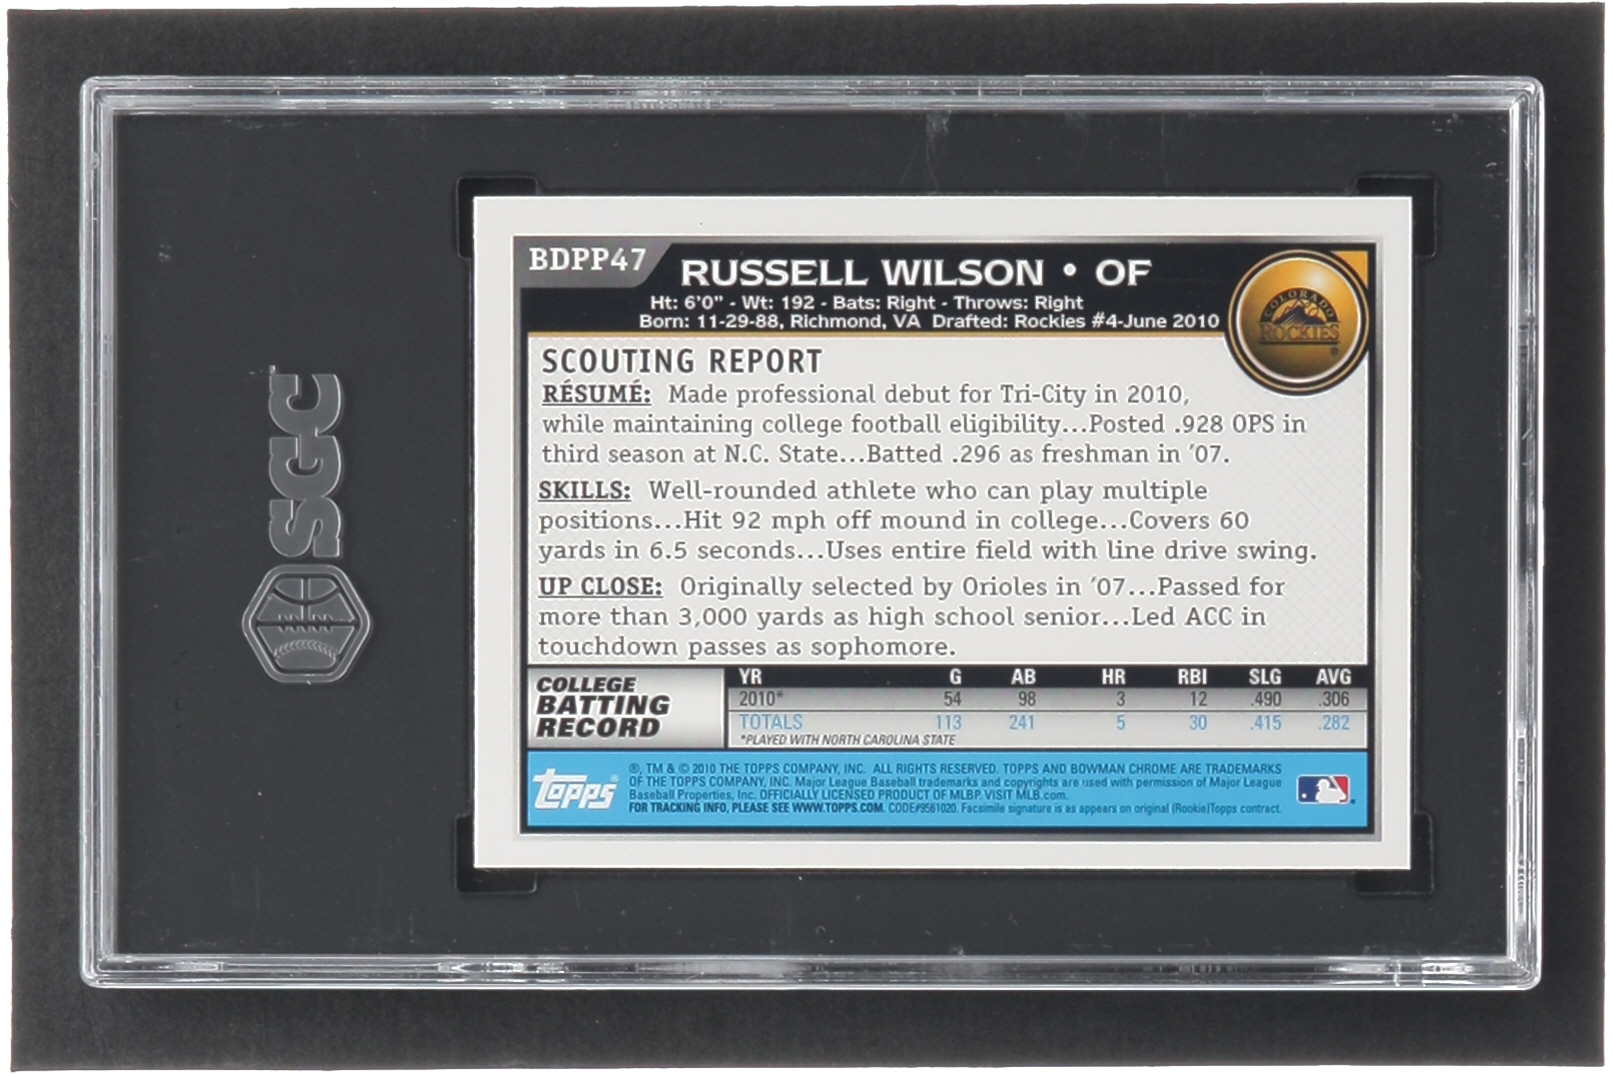 SGC
BDPP47
RUSSELL WILSON • OF
Ht: 6'0" - Wt: 192 - Bats: Right - Throws: Right
Born: 11-29-88, Richmond, VA Drafted: Rockies #4-June 2010
COLORADO
ROCKIES
SCOUTING REPORT
RÉSUMÉ: Made professional debut for Tri-City in 2010,
while maintaining college football eligibility...Posted .928 OPS in
third season at N.C. State...Batted .296 as freshman in '07.
SKILLS: Well-rounded athlete who can play multiple
positions...Hit 92 mph off mound in college...Covers 60
yards in 6.5 seconds...Uses entire field with line drive swing.
UP CLOSE: Originally selected by Orioles in '07...Passed for
more than 3,000 yards as high school senior...Led ACC in
touchdown passes as sophomore.
COLLEGE
BATTING
RECORD
YR G AB HR RBI SLG AVG
2010* 54 98 3 12 .490 .306
TOTALS 113 241 5 30 .415 .282
*PLAYED WITH NORTH CAROLINA STATE
topps®
®, TM & © 2010 THE TOPPS COMPANY, INC. ALL RIGHTS RESERVED. TOPPS AND BOWMAN CHROME ARE TRADEMARKS
OF THE TOPPS COMPANY, INC. Major League Baseball trademarks and copyrights are used with permission of Major League
Baseball Properties, Inc. OFFICIALLY LICENSED PRODUCT OF MLBP. VISIT MLB.com.
FOR TRACKING INFO, PLEASE SEE WWW.TOPPS.COM. CODE#9561020. Facsimile signature is as appears on original (Rookie)Topps contract.